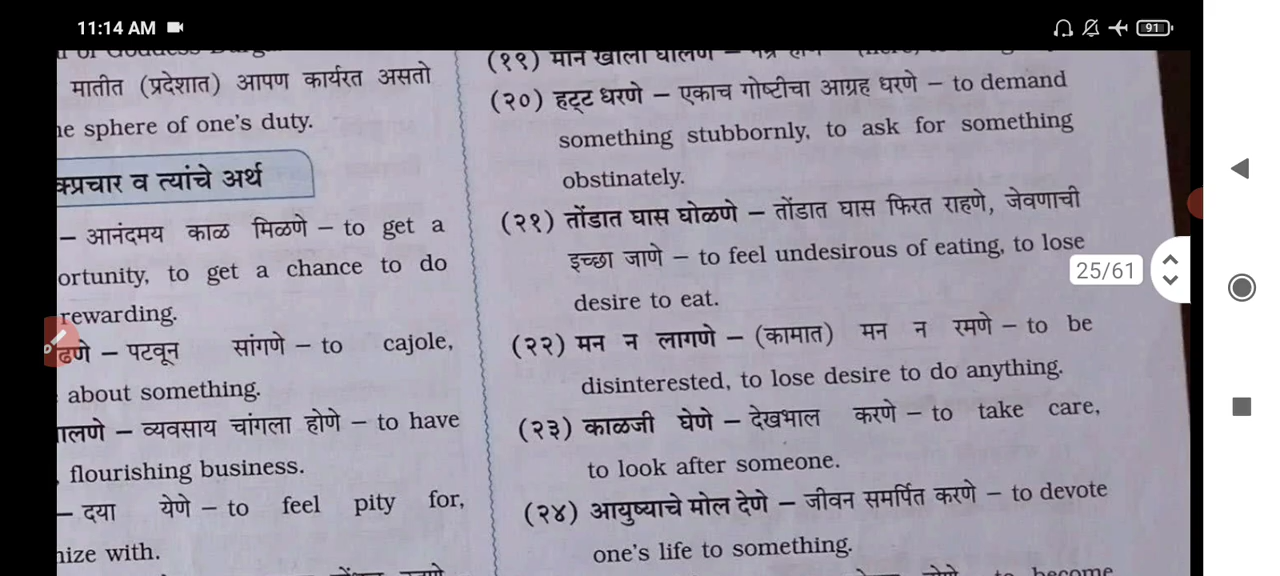 11:14 AM
91
मातीत (प्रदेशात) आपण कार्यरत असतो
sphere of one's duty.
व त्यांचे अर्थ
– आनंदमय काळ मिळणे – to get a
to get a chance to do
rewarding.
– पटवून सांगणे – to cajole,
about something.
– व्यवसाय चांगला होणे – to have
flourishing business.
– दया येणे – to feel pity for,
with.
(१९) मान खाली घालणे –
(२०) हट्ट धरणे – एकाच गोष्टीचा आग्रह धरणे – to demand
something stubbornly, to ask for something
obstinately.
(२१) तोंडात घास घोळणे – तोंडात घास फिरत राहणे, जेवणाची
इच्छा जाणे – to feel undesirous of eating, to lose
desire to eat.
(२२) मन न लागणे – (कामात) मन न रमणे – to be
disinterested, to lose desire to do anything.
(२३) काळजी घेणे – देखभाल करणे – to take care,
to look after someone.
(२४) आयुष्याचे मोल देणे – जीवन समर्पित करणे – to devote
one's life to something.
to become
25/61